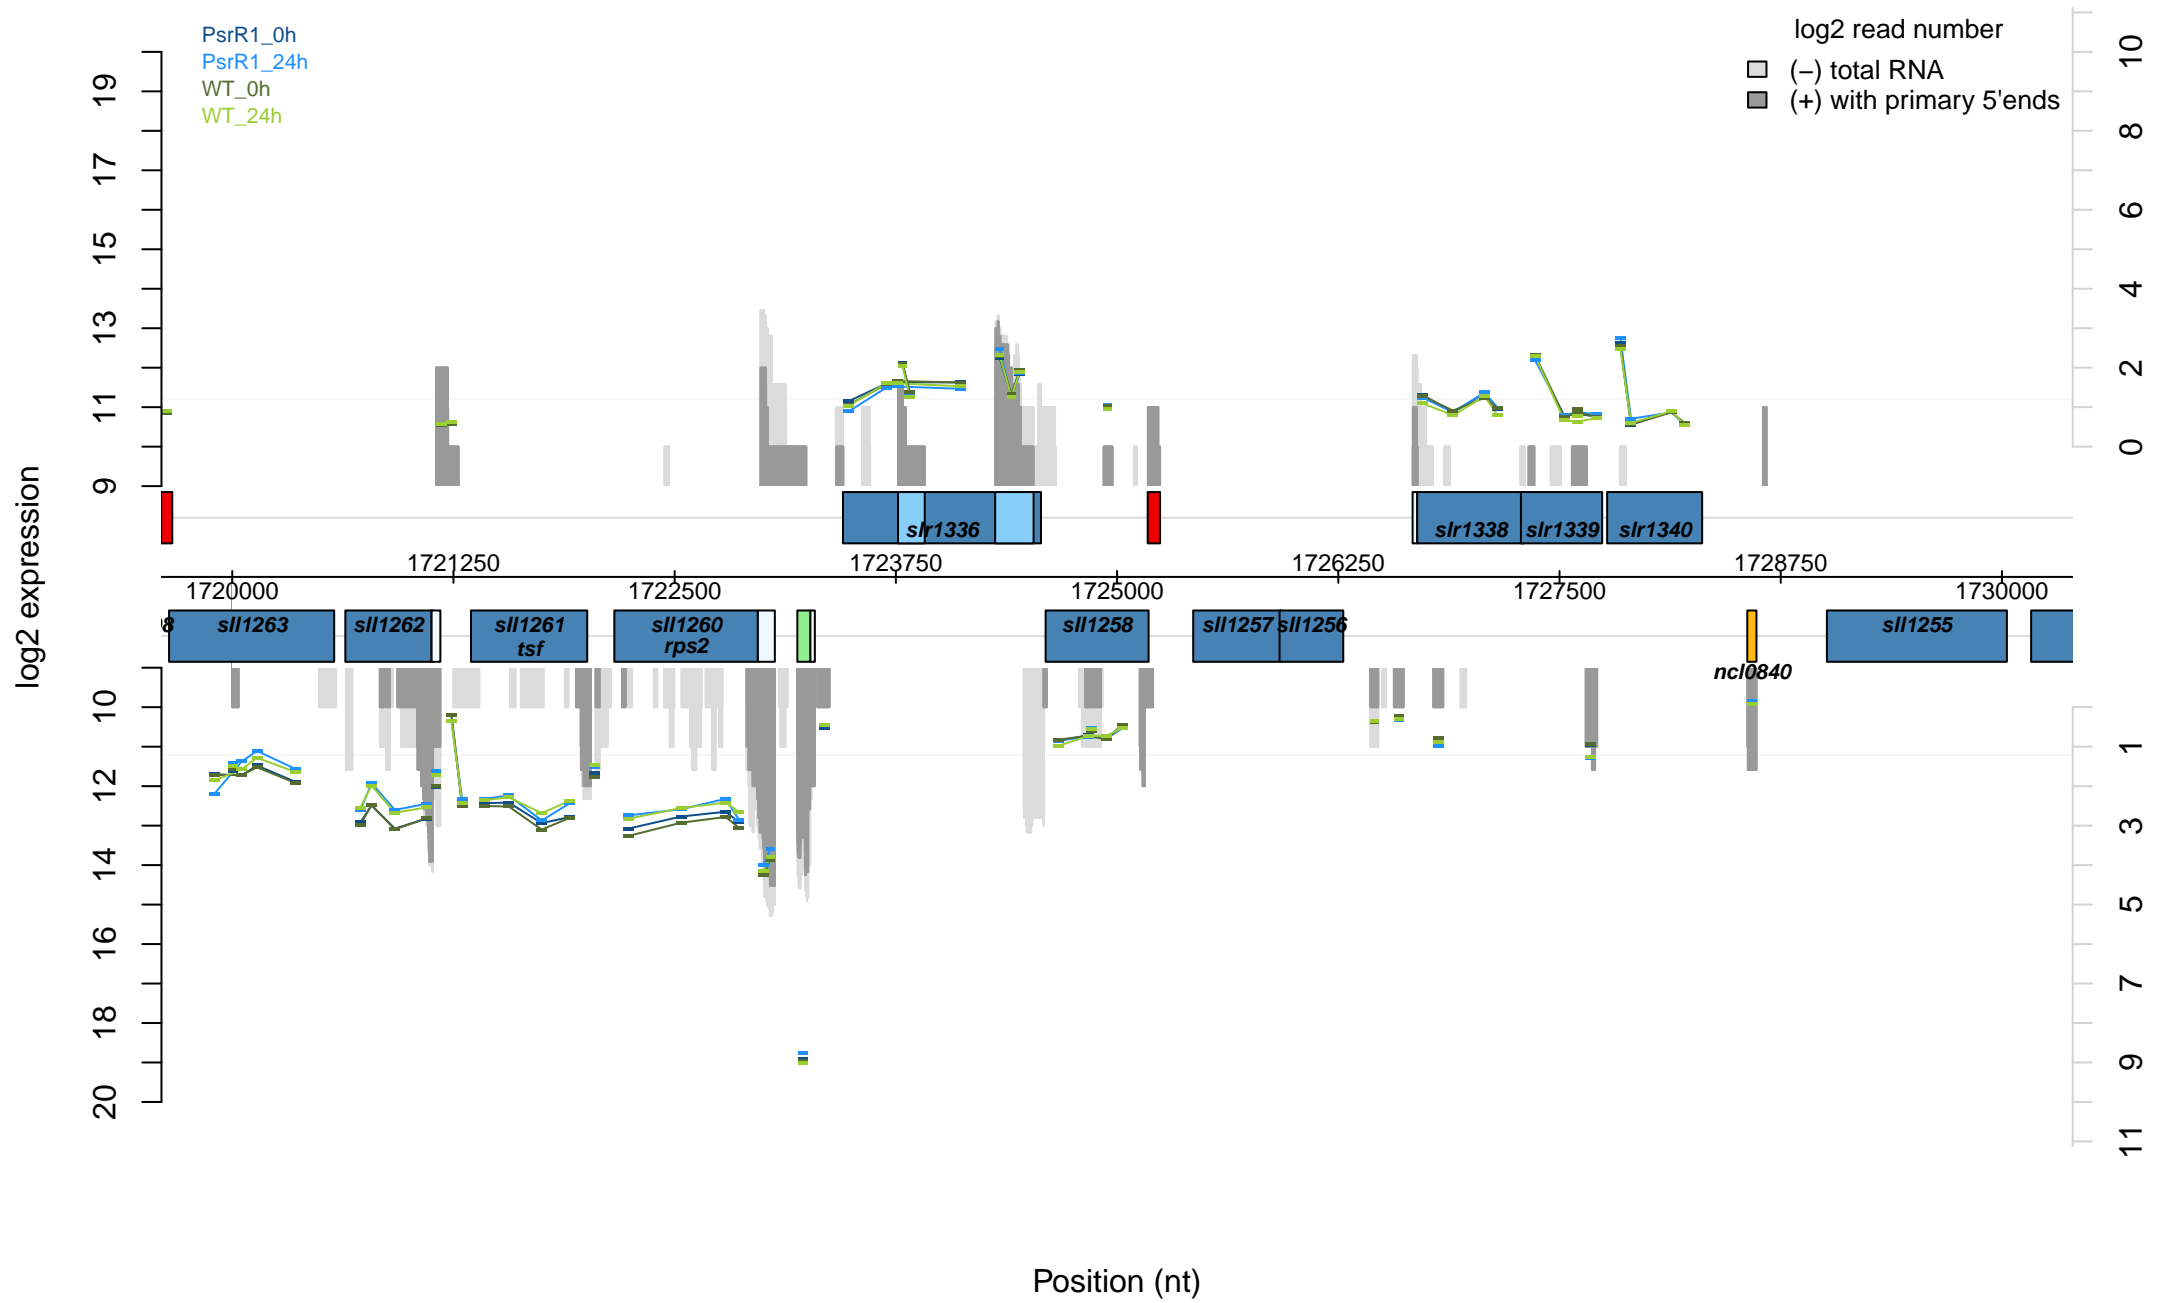 PsrR1_0h
PsrR1_24h
WT_0h
WT_24h
log2 read number
(−) total RNA
(+) with primary 5'ends
19
17
15
13
11
9
10
8
6
4
2
0
log2 expression
slr1336
slr1338
slr1339
slr1340
1721250
1723750
1726250
1728750
1720000
1722500
1725000
1727500
1730000
8
sll1263
sll1262
sll1261
tsf
sll1260
rps2
sll1258
sll1257
sll1256
sll1255
ncl0840
10
12
14
16
18
20
1
3
5
7
9
11
Position (nt)